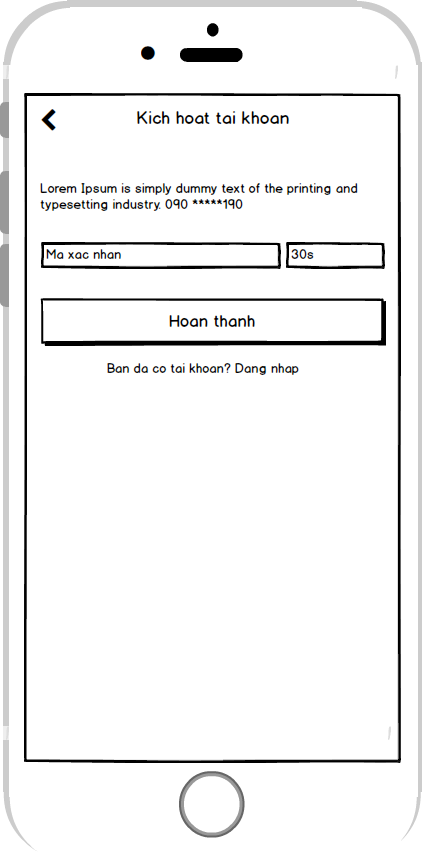 Kich hoat tai khoan
Lorem Ipsum is simply dummy text of the printing and
typesetting industry. 090 *****190
Ma xac nhan
30s
Hoan thanh
Ban da co tai khoan? Dang nhap